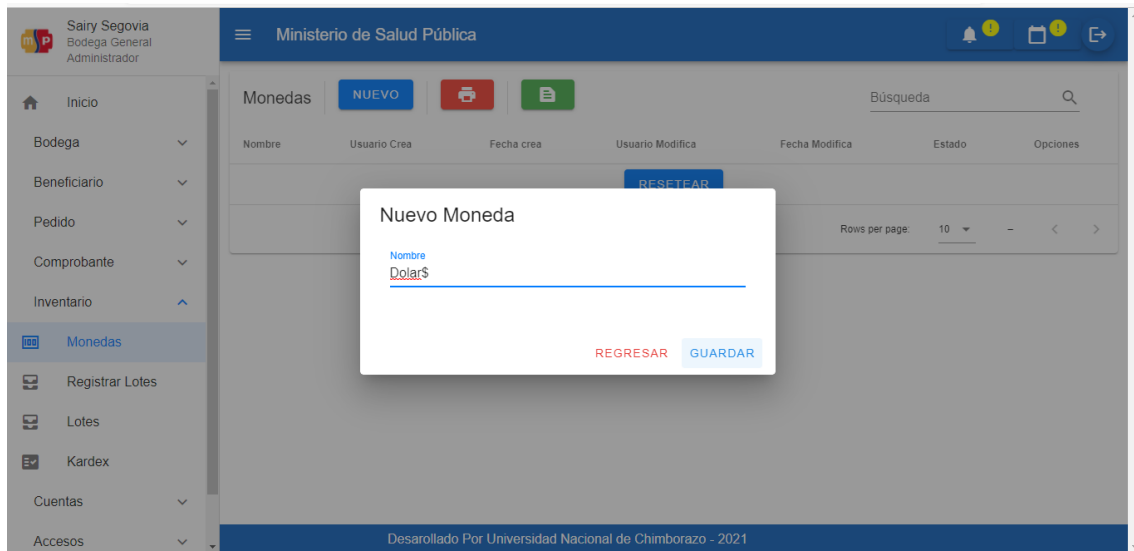 Sairy Segovia
Bodega General
Administrador
Ministerio de Salud Pública
Inicio
Bodega
Beneficiario
Pedido
Comprobante
Inventario
Monedas
Registrar Lotes
Lotes
Kardex
Cuentas
Accesos
Monedas NUEVO Búsqueda
Nombre Usuario Crea Fecha crea Usuario Modifica Fecha Modifica Estado Opciones
RESETEAR
Rows per page: 10 –
Nuevo Moneda
Nombre
Dolar$
REGRESAR GUARDAR
Desarollado Por Universidad Nacional de Chimborazo - 2021